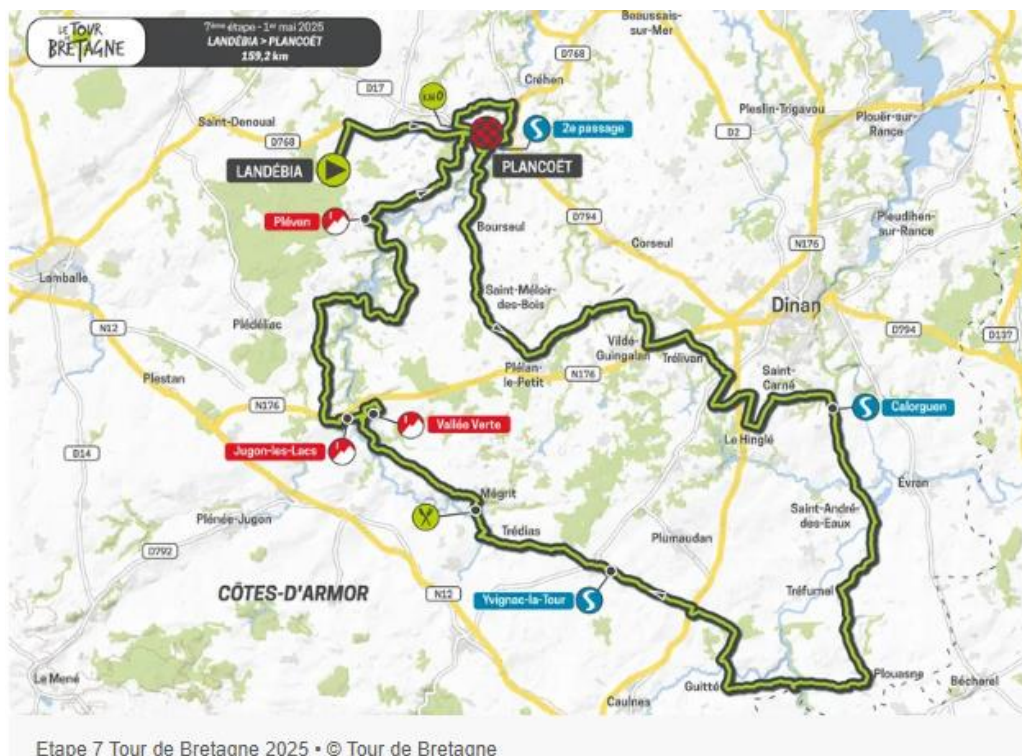 LE TOUR
DE
BRETAGNE
7ème étape - 1er mai 2025
LANDÉBIA > PLANCOËT
159,2 km
Beaussais-
sur-Mer
D768
Créhen
D17
Saint-Denoual
D768
LANDÉBIA
2e passage
PLANCOËT
D2
Pleslin-Trigavou
Plouër-sur-
Rance
Pléven
Bourseul
D794
Corseul
N176
Pleudihen-
sur-Rance
Lamballe
N12
Plédéliac
Saint-Méloir-
des-Bois
Dinan
D794
D137
Plestan
Plélan-
le-Petit
Vildé-
Guingalan
Trélivan
N176
Saint-
Carné
N176
Vallée Verte
Jugon-les-Lacs
Calorguen
Le Hinglé
D14
Évran
Plénée-Jugon
Mégrit
Trédias
Saint-André-
des-Eaux
D792
Plumaudan
CÔTES-D'ARMOR
N12
Yvignac-la-Tour
Tréfumel
Le Mené
Guitté
Plouasne
Bécherel
Caulnes
Etape 7 Tour de Bretagne 2025 • © Tour de Bretagne